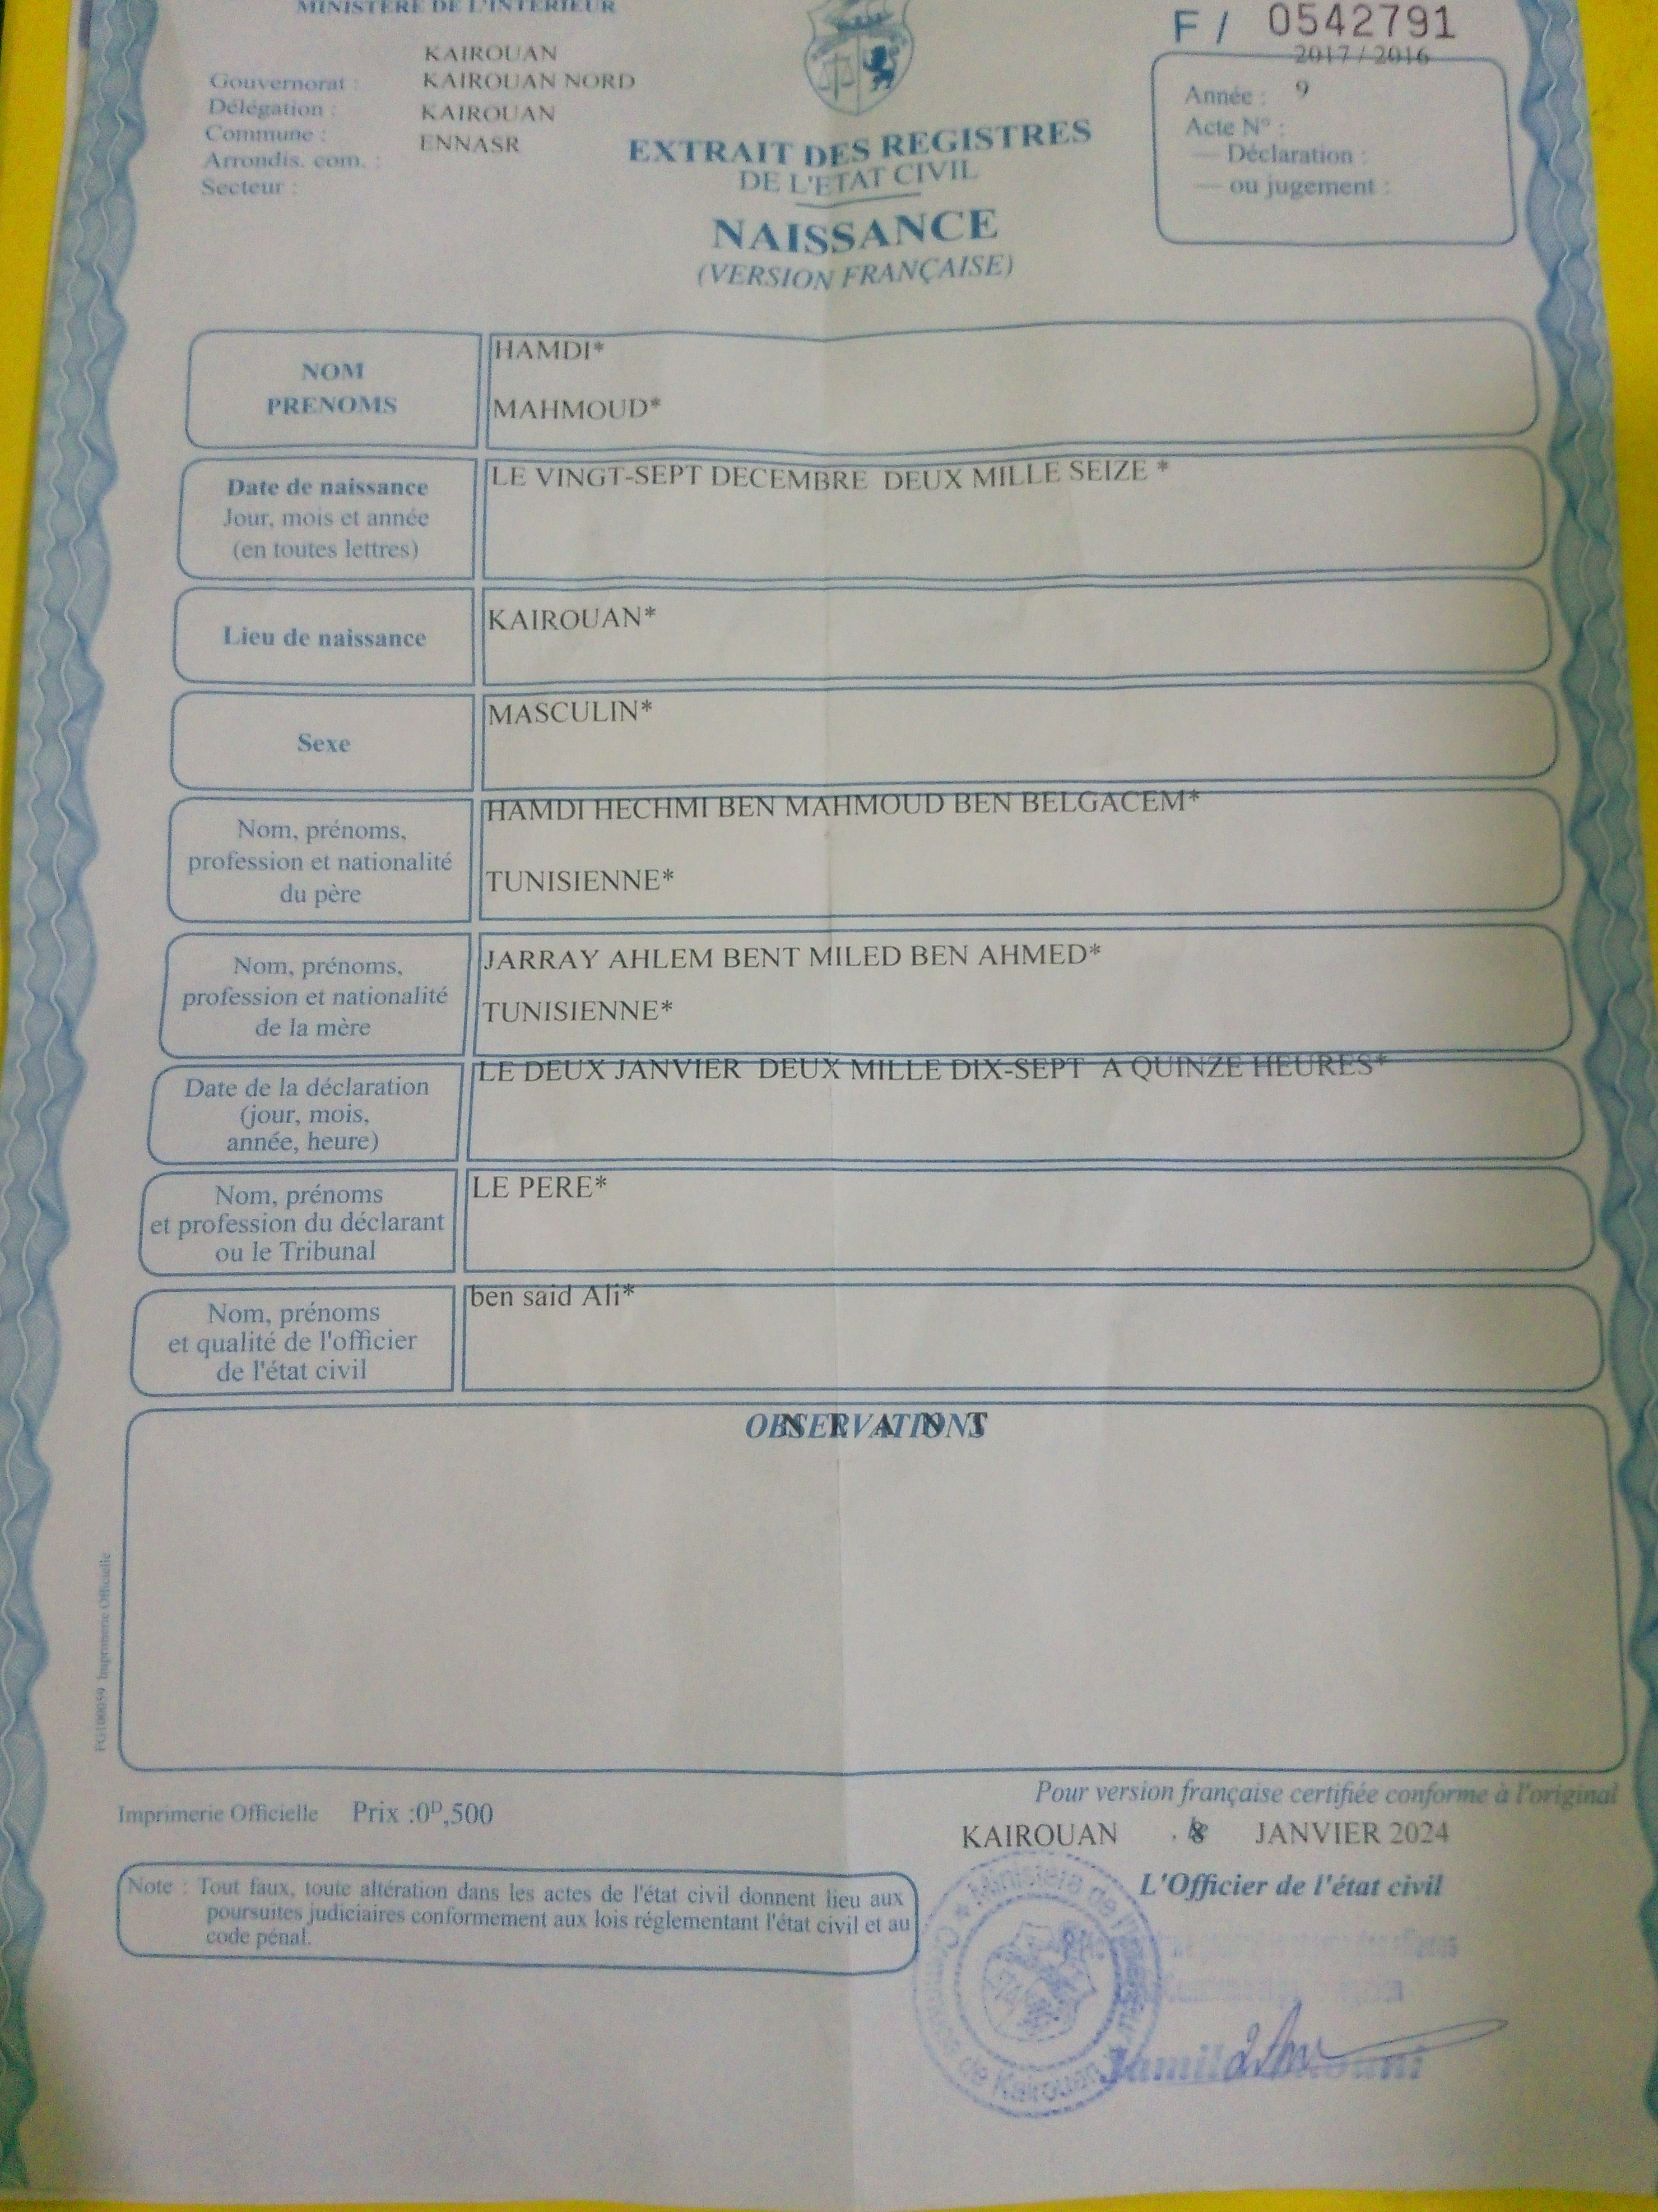 MINISTERE DE L'INTERIEUR
F / 0542791
2017 / 2016
KAIROUAN
Gouvernorat : KAIROUAN NORD
Délégation : KAIROUAN
Commune : ENNASR
Arrondis. com. :
Secteur :
Année : 9
Acte N° :
— Déclaration :
— ou jugement :
EXTRAIT DES REGISTRES
DE L'ETAT CIVIL
NAISSANCE
(VERSION FRANÇAISE)
NOM
PRENOMS
HAMDI*
MAHMOUD*
Date de naissance
Jour, mois et année
(en toutes lettres)
LE VINGT-SEPT DECEMBRE DEUX MILLE SEIZE *
Lieu de naissance
KAIROUAN*
Sexe
MASCULIN*
Nom, prénoms,
profession et nationalité
du père
HAMDI HECHMI BEN MAHMOUD BEN BELGACEM*
TUNISIENNE*
Nom, prénoms,
profession et nationalité
de la mère
JARRAY AHLEM BENT MILED BEN AHMED*
TUNISIENNE*
Date de la déclaration
(jour, mois,
année, heure)
LE DEUX JANVIER DEUX MILLE DIX-SEPT A QUINZE HEURES*
Nom, prénoms
et profession du déclarant
ou le Tribunal
LE PERE*
Nom, prénoms
et qualité de l'officier
de l'état civil
ben said Ali*
OBSERVATIONS
N E A N T
FG100059 Imprimerie Officielle
Imprimerie Officielle Prix :0ᴰ,500
Pour version française certifiée conforme à l'original
KAIROUAN JANVIER 2024
L'Officier de l'état civil
Note : Tout faux, toute altération dans les actes de l'état civil donnent lieu aux
poursuites judiciaires conformement aux lois réglementant l'état civil et au
code pénal.
Ministère de l'Intérieur
Commune de Kairouan